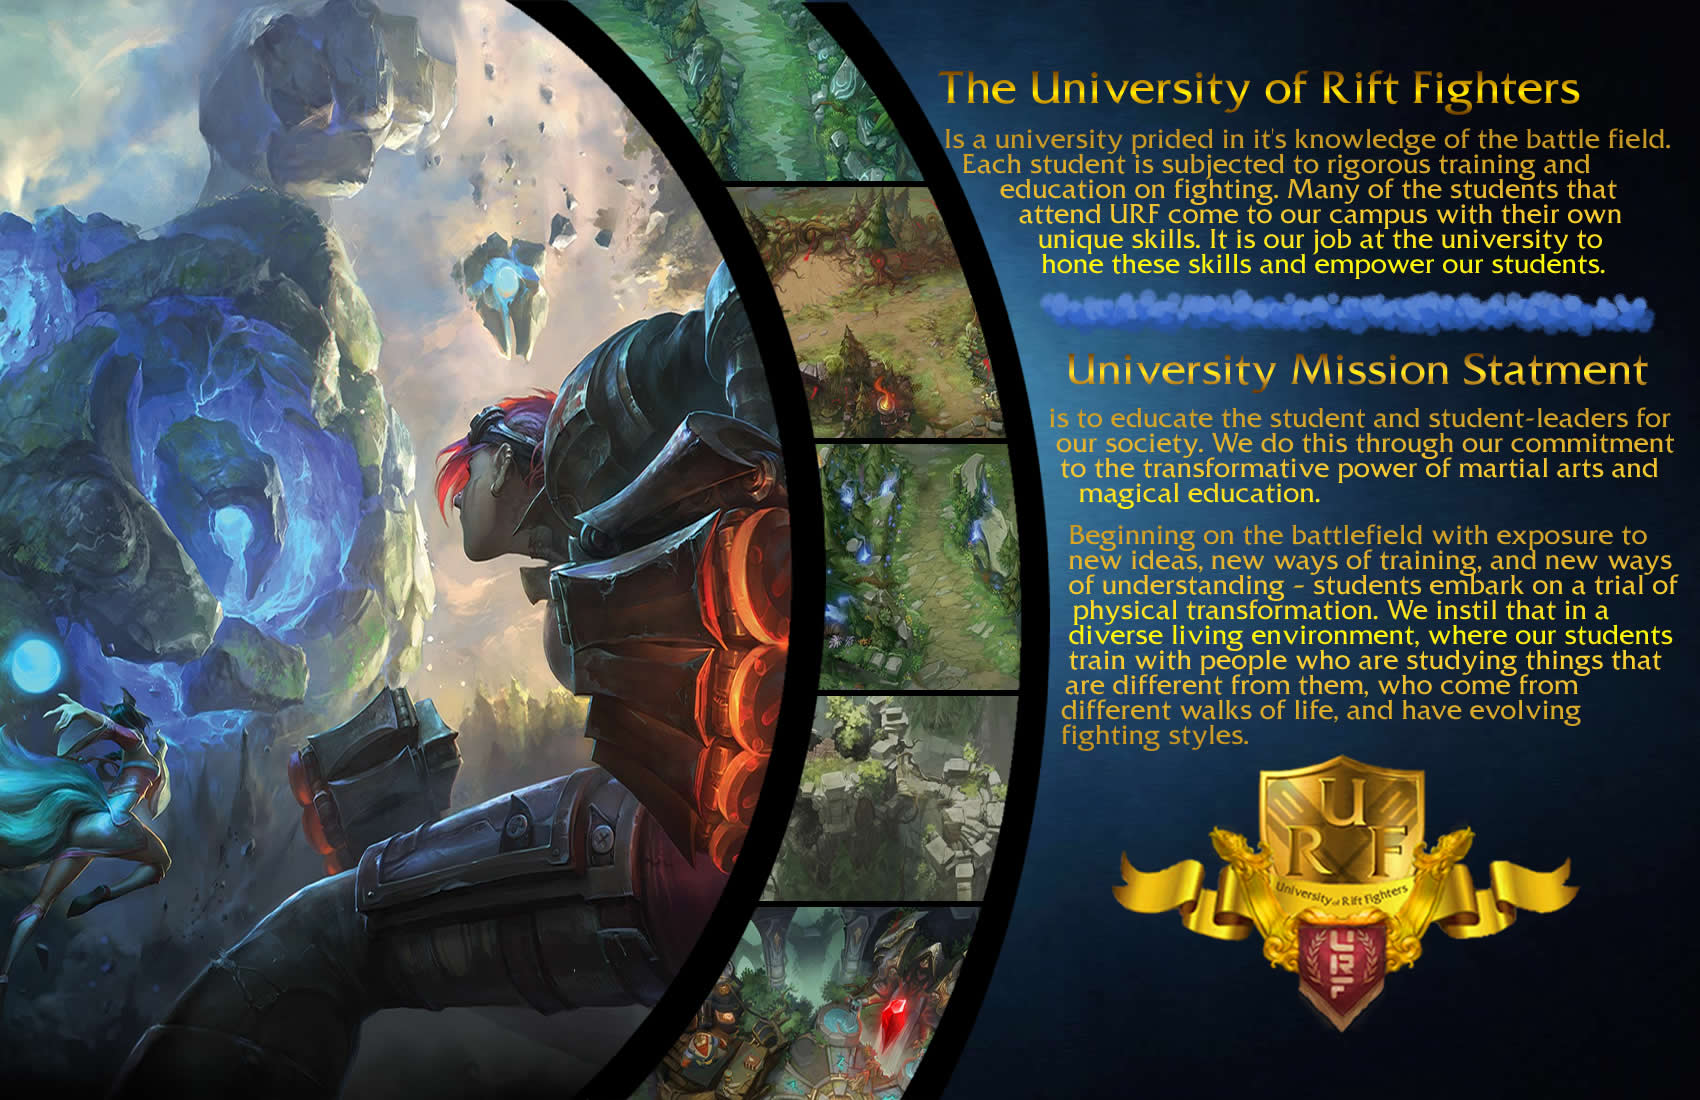 The University of Rift Fighters
Is a university prided in it's knowledge of the battle field.
Each student is subjected to rigorous training and
education on fighting. Many of the students that
attend URF come to our campus with their own
unique skills. It is our job at the university to
hone these skills and empower our students.
University Mission Statment
is to educate the student and student-leaders for
our society. We do this through our commitment
to the transformative power of martial arts and
magical education.
Beginning on the battlefield with exposure to
new ideas, new ways of training, and new ways
of understanding - students embark on a trial of
physical transformation. We instil that in a
diverse living environment, where our students
train with people who are studying things that
are different from them, who come from
different walks of life, and have evolving
fighting styles.
U
R F
University of Rift Fighters
URF